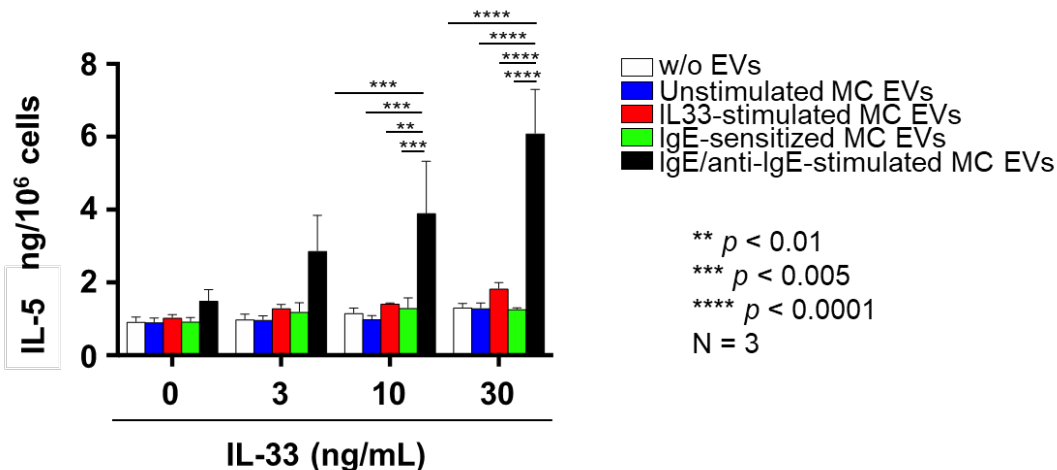 ****
****
****
****
***
***
**
***
8
6
4
2
0
IL-5 ng/10⁶ cells
0 3 10 30
IL-33 (ng/mL)
w/o EVs
Unstimulated MC EVs
IL33-stimulated MC EVs
IgE-sensitized MC EVs
IgE/anti-IgE-stimulated MC EVs
** p < 0.01
*** p < 0.005
**** p < 0.0001
N = 3